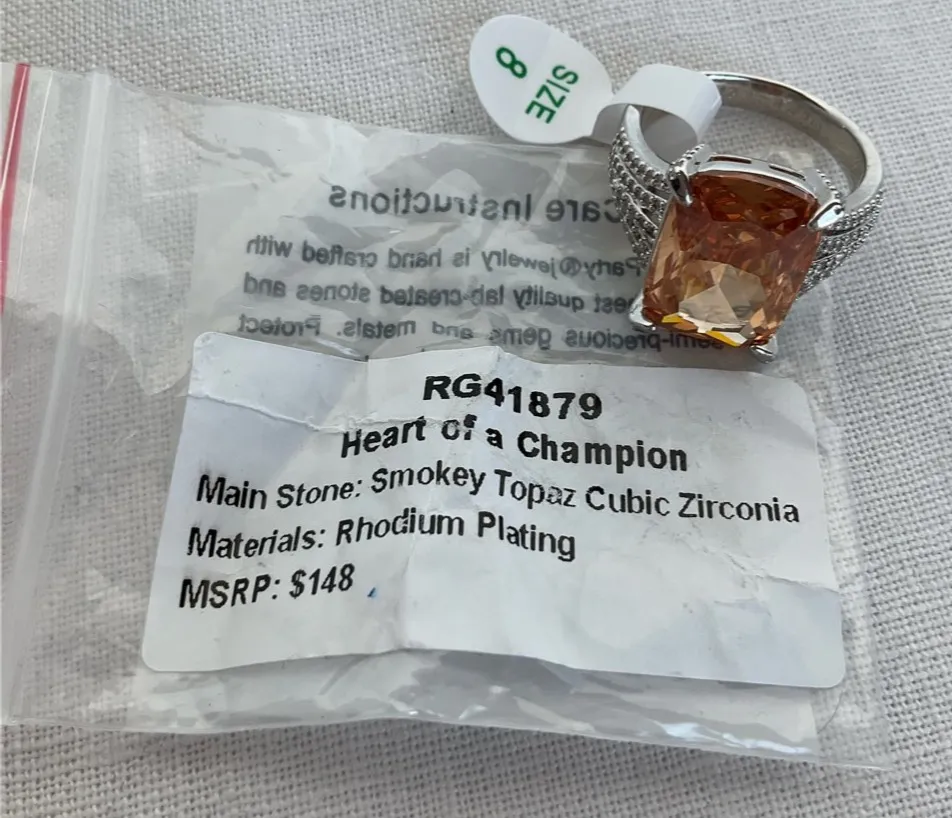 SIZE
8
Care Instructions
Party®Jewelry is hand crafted with
quality lab-created stones and
semi-precious gems and metals. Protect
RG41879
Heart of a Champion
Main Stone: Smokey Topaz Cubic Zirconia
Materials: Rhodium Plating
MSRP: $148